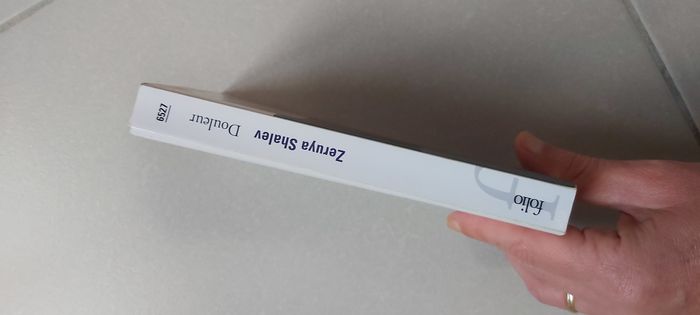 folio
Zeruya Shalev
Douleur
6527